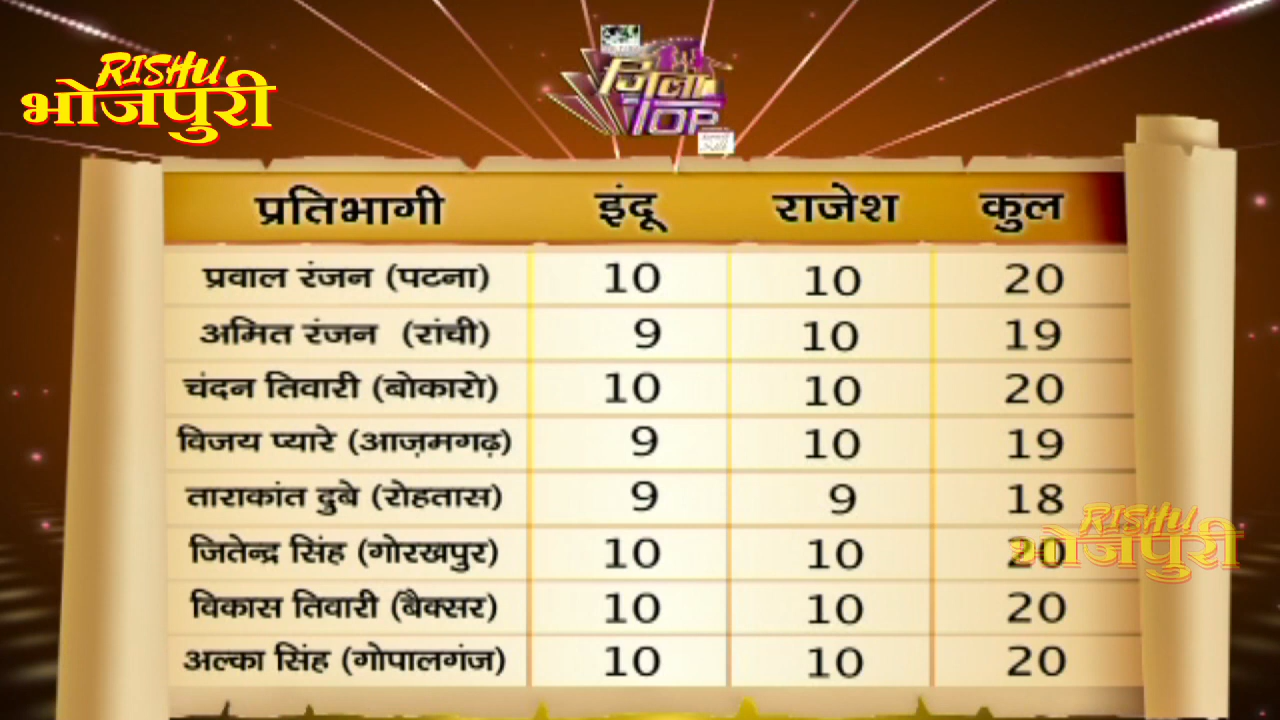 RISHU
भोजपुरी
जिला
TOP
प्रतिभागी इंदू राजेश कुल
प्रवाल रंजन (पटना) 10 10 20
अमित रंजन (रांची) 9 10 19
चंदन तिवारी (बोकारो) 10 10 20
विजय प्यारे (आज़मगढ़) 9 10 19
ताराकांत दुबे (रोहतास) 9 9 18
RISHU
भोजपुरी
जितेन्द्र सिंह (गोरखपुर) 10 10 20
विकास तिवारी (बैक्सर) 10 10 20
अल्का सिंह (गोपालगंज) 10 10 20